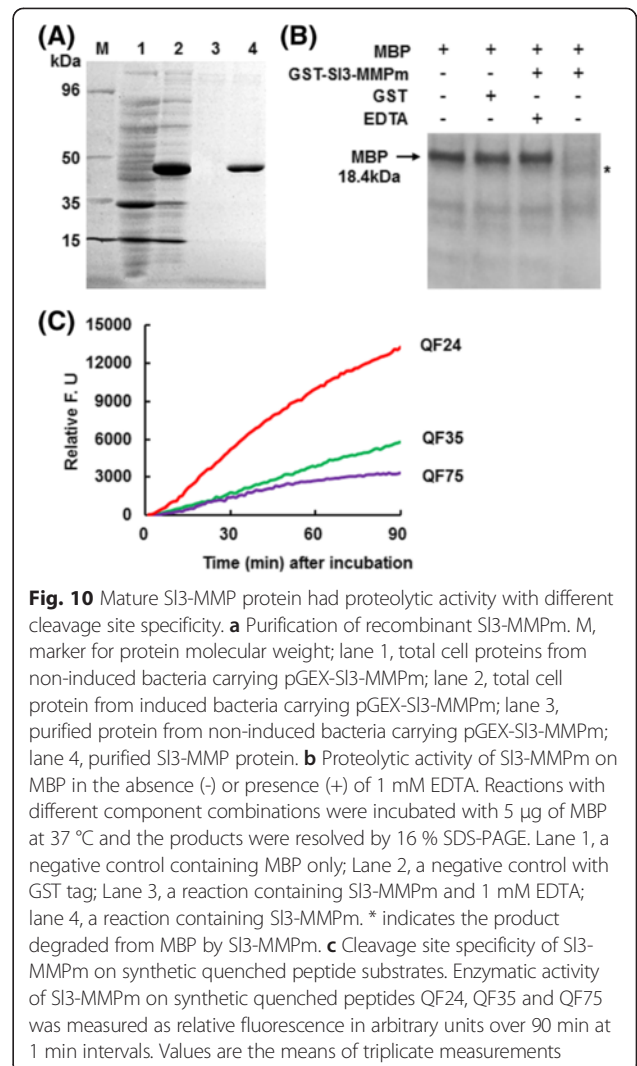 (A)
M 1 2 3 4
kDa
96
50
35
15
(B)
MBP + + + +
GST-Sl3-MMPm - - + +
GST - + - -
EDTA - - + -
MBP →
18.4kDa
*
(C)
15000
12000
9000
6000
3000
0
Relative F. U
QF24
QF35
QF75
0 30 60 90
Time (min) after incubation
Fig. 10 Mature Sl3-MMP protein had proteolytic activity with different
cleavage site specificity. a Purification of recombinant Sl3-MMPm. M,
marker for protein molecular weight; lane 1, total cell proteins from
non-induced bacteria carrying pGEX-Sl3-MMPm; lane 2, total cell
protein from induced bacteria carrying pGEX-Sl3-MMPm; lane 3,
purified protein from non-induced bacteria carrying pGEX-Sl3-MMPm;
lane 4, purified Sl3-MMP protein. b Proteolytic activity of Sl3-MMPm on
MBP in the absence (-) or presence (+) of 1 mM EDTA. Reactions with
different component combinations were incubated with 5 μg of MBP
at 37 °C and the products were resolved by 16 % SDS-PAGE. Lane 1, a
negative control containing MBP only; Lane 2, a negative control with
GST tag; Lane 3, a reaction containing Sl3-MMPm and 1 mM EDTA;
lane 4, a reaction containing Sl3-MMPm. * indicates the product
degraded from MBP by Sl3-MMPm. c Cleavage site specificity of Sl3-
MMPm on synthetic quenched peptide substrates. Enzymatic activity
of Sl3-MMPm on synthetic quenched peptides QF24, QF35 and QF75
was measured as relative fluorescence in arbitrary units over 90 min at
1 min intervals. Values are the means of triplicate measurements